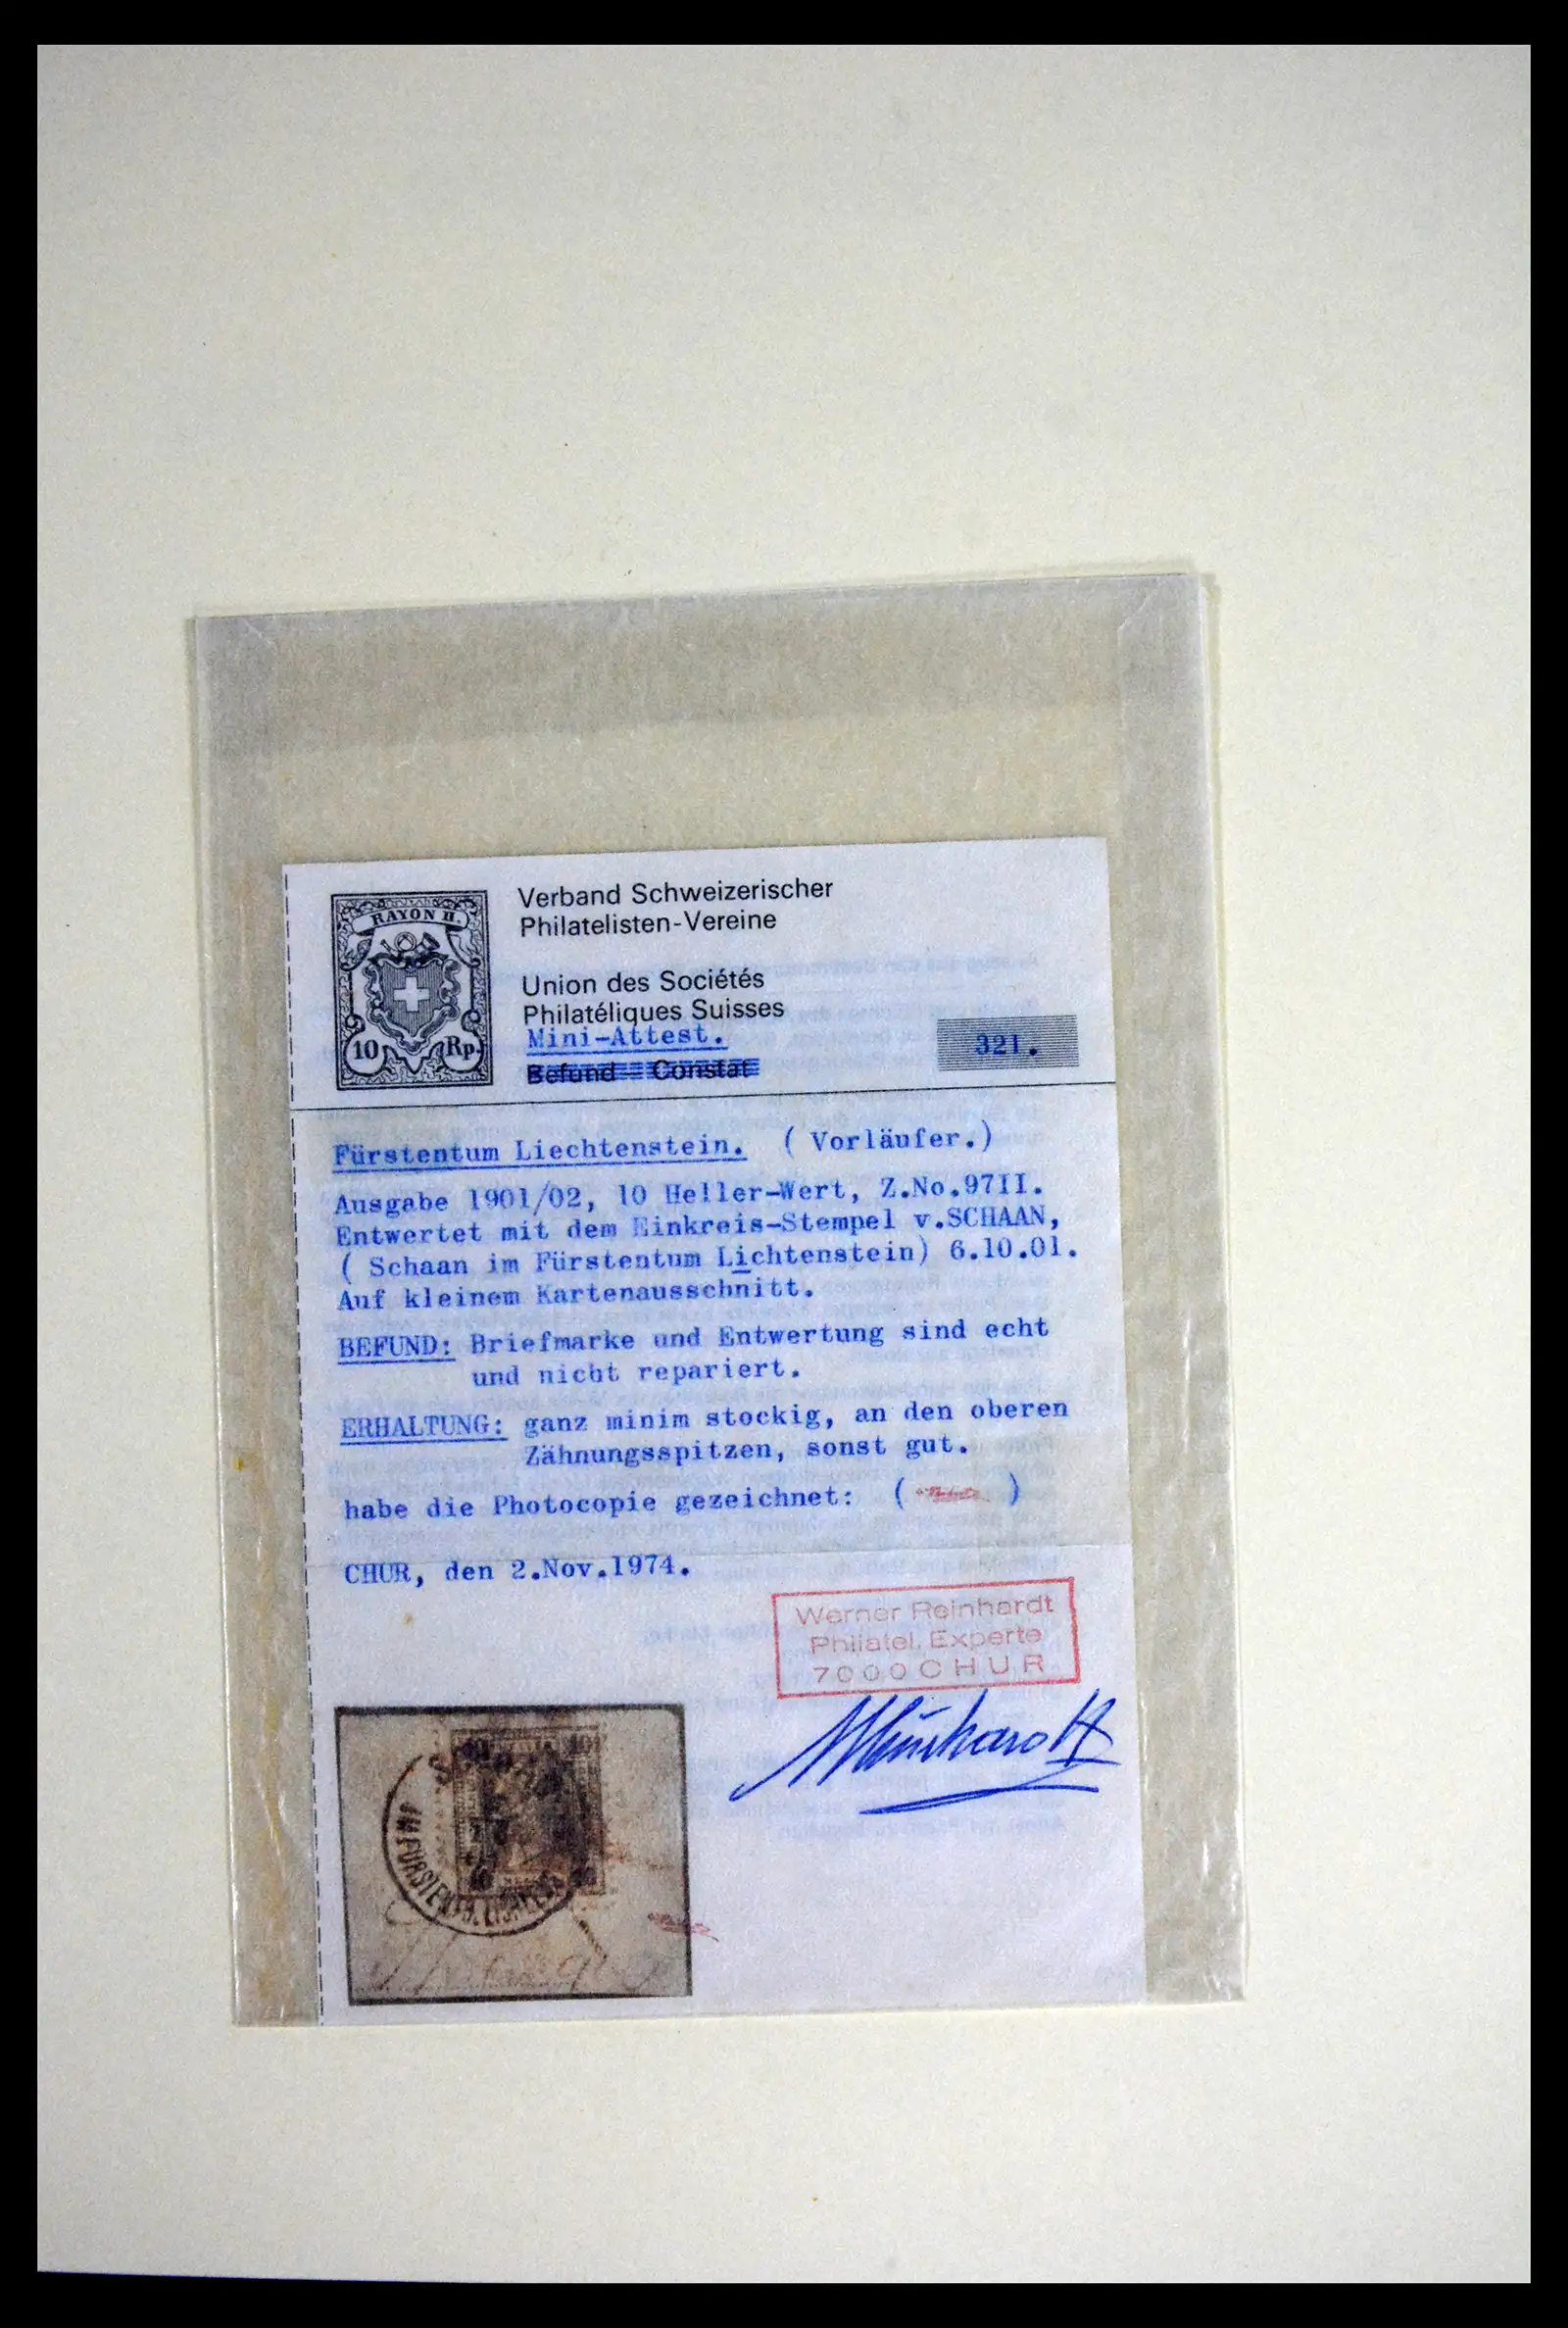 RAYON II.
10 Rp.
Verband Schweizerischer
Philatelisten-Vereine
Union des Sociétés
Philatéliques Suisses
Mini-Attest.
Befund - Constat
321.
Fürstentum Liechtenstein. ( Vorläufer.)
Ausgabe 1901/02, 10 Heller-Wert, Z.No.97II.
Entwertet mit dem Einkreis-Stempel v.SCHAAN,
( Schaan im Fürstentum Lichtenstein) 6.10.01.
Auf kleinem Kartenausschnitt.
BEFUND: Briefmarke und Entwertung sind echt
und nicht repariert.
ERHALTUNG: ganz minim stockig, an den oberen
Zähnungsspitzen, sonst gut.
habe die Photocopie gezeichnet: ( )
CHUR, den 2.Nov.1974.
Werner Reinhardt
Philatel. Experte
7000 CHUR
WReinhardt
10
IM FÜRSTENTH.